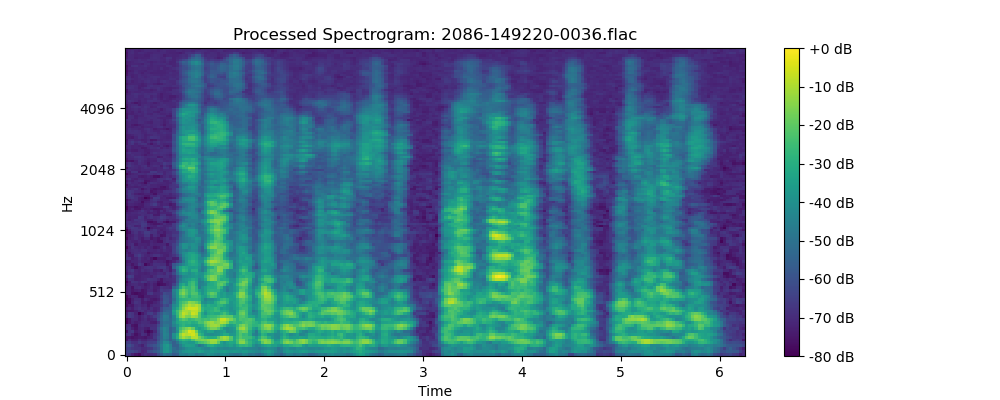 Processed Spectrogram: 2086-149220-0036.flac
Hz
4096
2048
1024
512
0
0 1 2 3 4 5 6
Time
+0 dB
-10 dB
-20 dB
-30 dB
-40 dB
-50 dB
-60 dB
-70 dB
-80 dB